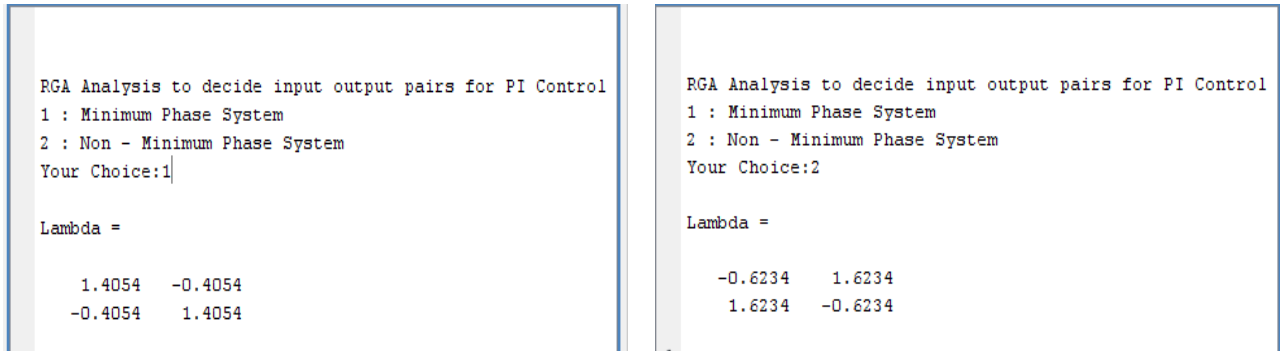 RGA Analysis to decide input output pairs for PI Control
1 : Minimum Phase System
2 : Non - Minimum Phase System
Your Choice:1
Lambda =
1.4054 -0.4054
-0.4054 1.4054
RGA Analysis to decide input output pairs for PI Control
1 : Minimum Phase System
2 : Non - Minimum Phase System
Your Choice:2
Lambda =
-0.6234 1.6234
1.6234 -0.6234